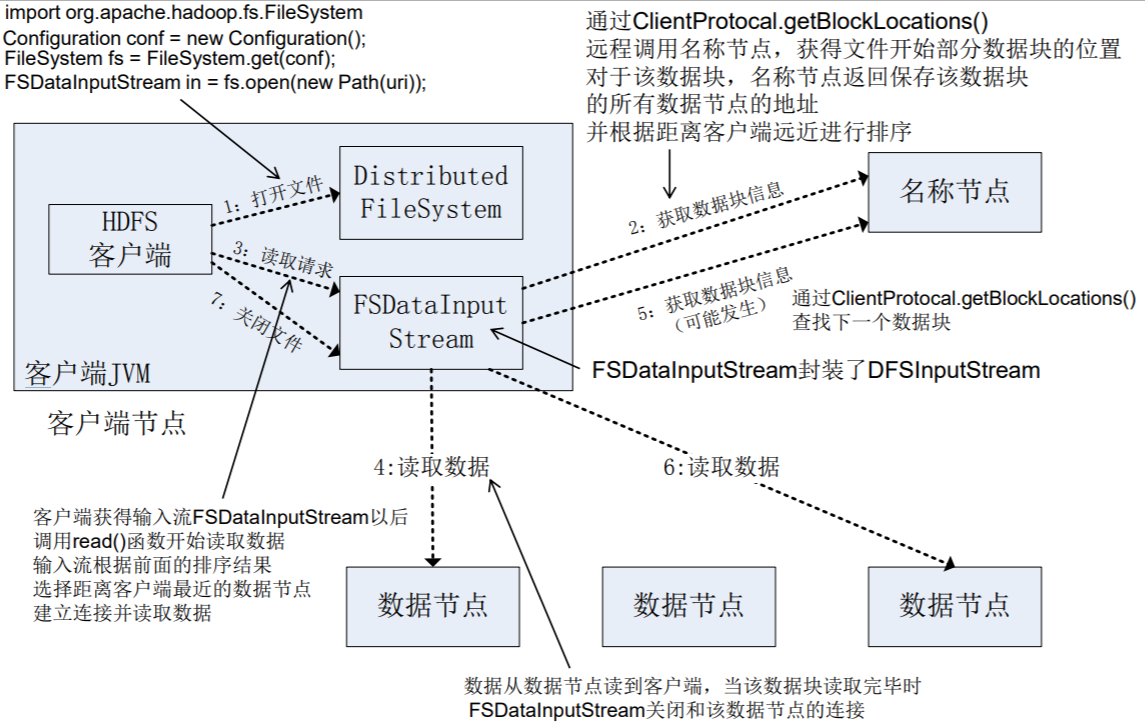 import org.apache.hadoop.fs.FileSystem
Configuration conf = new Configuration();
FileSystem fs = FileSystem.get(conf);
FSDataInputStream in = fs.open(new Path(uri));
通过ClientProtocal.getBlockLocations()
远程调用名称节点，获得文件开始部分数据块的位置
对于该数据块，名称节点返回保存该数据块
的所有数据节点的地址
并根据距离客户端远近进行排序
HDFS
客户端
1：打开文件
Distributed
FileSystem
2：获取数据块信息
名称节点
3：读取请求
FSDataInput
Stream
7：关闭文件
5：获取数据块信息
（可能发生）
通过ClientProtocal.getBlockLocations()
查找下一个数据块
FSDataInputStream封装了DFSInputStream
客户端JVM
客户端节点
4:读取数据
6:读取数据
客户端获得输入流FSDataInputStream以后
调用read()函数开始读取数据
输入流根据前面的排序结果
选择距离客户端最近的数据节点
建立连接并读取数据
数据节点
数据节点
数据节点
数据从数据节点读到客户端，当该数据块读取完毕时
FSDataInputStream关闭和该数据节点的连接